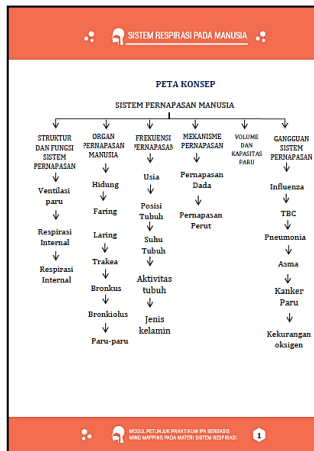 SISTEM RESPIRASI PADA MANUSIA
PETA KONSEP
SISTEM PERNAPASAN MANUSIA
STRUKTUR
DAN FUNGSI
SISTEM
PERNAPASAN
Ventilasi
paru
Respirasi
Internal
Respirasi
Internal
ORGAN
PERNAPASAN
MANUSIA
Hidung
Faring
Laring
Trakea
Bronkus
Bronkiolus
Paru-paru
FREKUENSI
PERNAPASAN
Usia
Posisi
Tubuh
Suhu
Tubuh
Aktivitas
tubuh
Jenis
kelamin
MEKANISME
PERNAPASAN
Pernapasan
Dada
Pernapasan
Perut
VOLUME
DAN
KAPASITAS
PARU
GANGGUAN
SISTEM
PERNAPASAN
Influenza
TBC
Pneumonia
Asma
Kanker
Paru
Kekurangan
oksigen
MODUL PETUNJUK PRAKTIKUM IPA BERBASIS
MIND MAPPING PADA MATERI SISTEM RESPIRASI
1